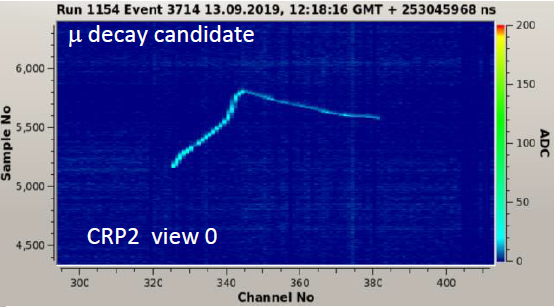 Run 1154 Event 3714 13.09.2019, 12:18:16 GMT + 253045968 ns
μ decay candidate
200
6,000
150
5,500
Sample No
100
ADC
5,000
50
CRP2 view 0
4,500
0
300 320 340 360 380 400
Channel No